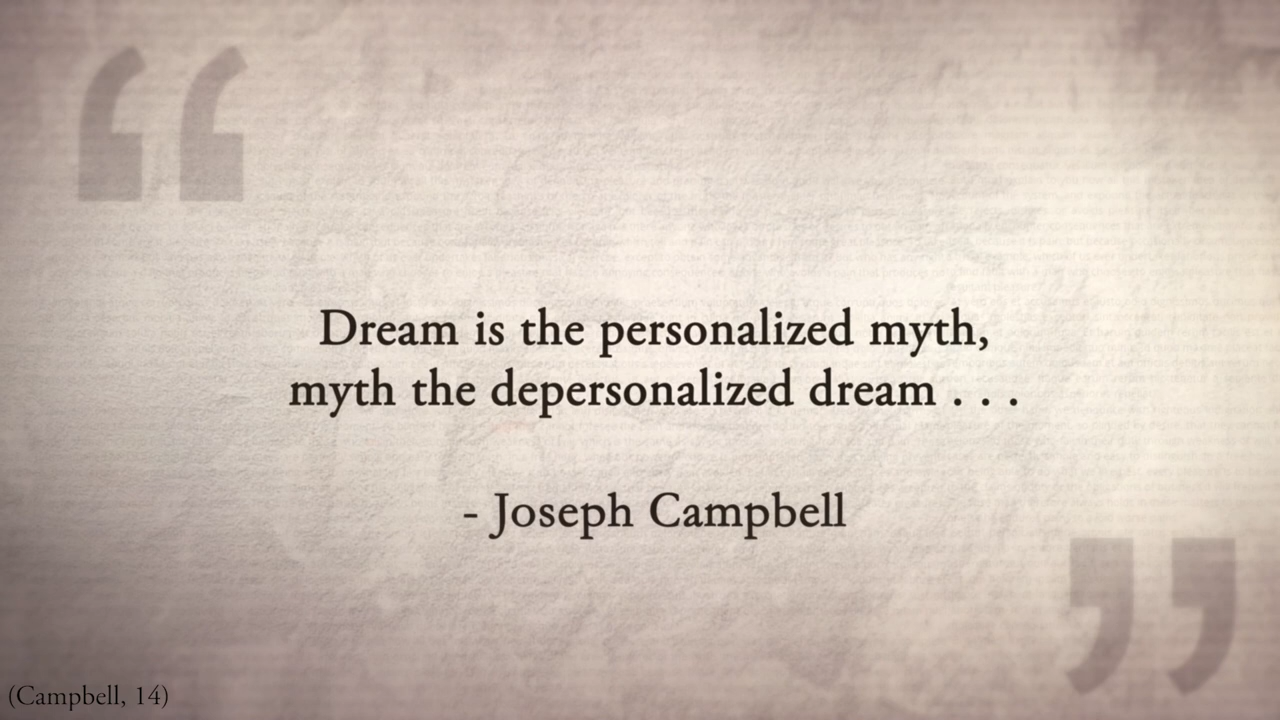 Dream is the personalized myth,
myth the depersonalized dream . . .
- Joseph Campbell
(Campbell, 14)